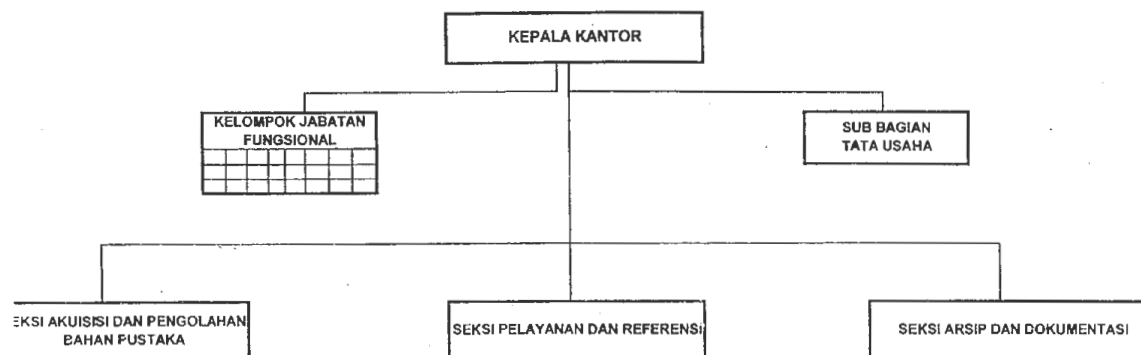 KEPALA KANTOR
KELOMPOK JABATAN
FUNGSIONAL
SUB BAGIAN
TATA USAHA
EKSI AKUISISI DAN PENGOLAHAN
BAHAN PUSTAKA
SEKSI PELAYANAN DAN REFERENSI
SEKSI ARSIP DAN DOKUMENTASI